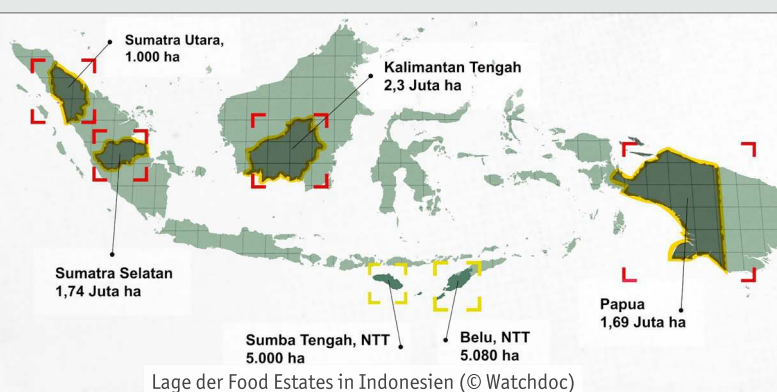 Sumatra Utara,
1.000 ha
Kalimantan Tengah
2,3 Juta ha
Sumatra Selatan
1,74 Juta ha
Papua
1,69 Juta ha
Sumba Tengah, NTT
5.000 ha
Belu, NTT
5.080 ha
Lage der Food Estates in Indonesien (© Watchdoc)